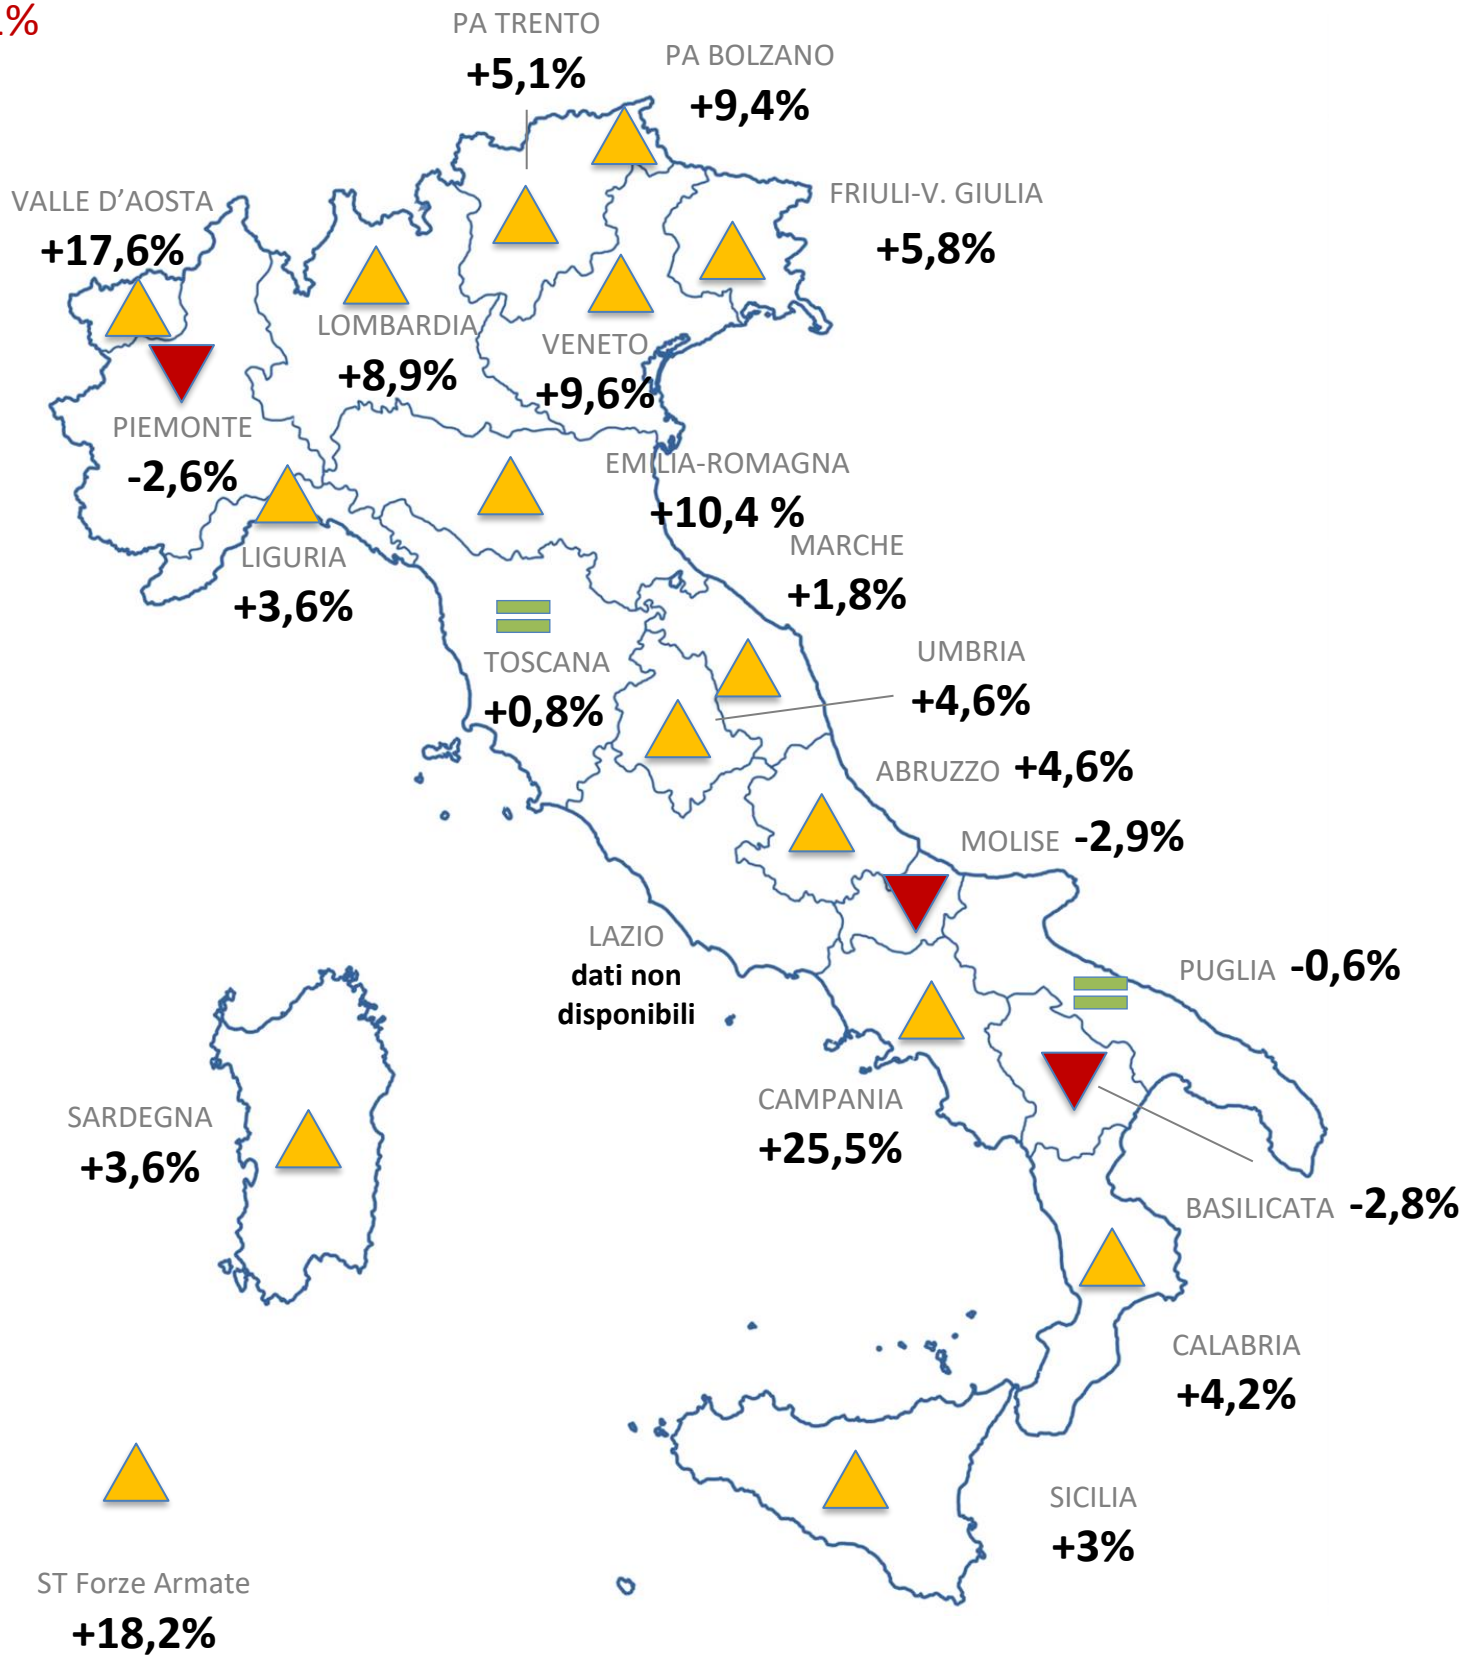 PA TRENTO
+5,1%
PA BOLZANO
+9,4%
VALLE D’AOSTA
+17,6%
FRIULI-V. GIULIA
+5,8%
LOMBARDIA
+8,9%
VENETO
+9,6%
PIEMONTE
-2,6%
EMILIA-ROMAGNA
+10,4 %
LIGURIA
+3,6%
MARCHE
+1,8%
TOSCANA
+0,8%
UMBRIA
+4,6%
ABRUZZO +4,6%
MOLISE -2,9%
LAZIO
dati non
disponibili
PUGLIA -0,6%
CAMPANIA
+25,5%
SARDEGNA
+3,6%
BASILICATA -2,8%
CALABRIA
+4,2%
SICILIA
+3%
ST Forze Armate
+18,2%